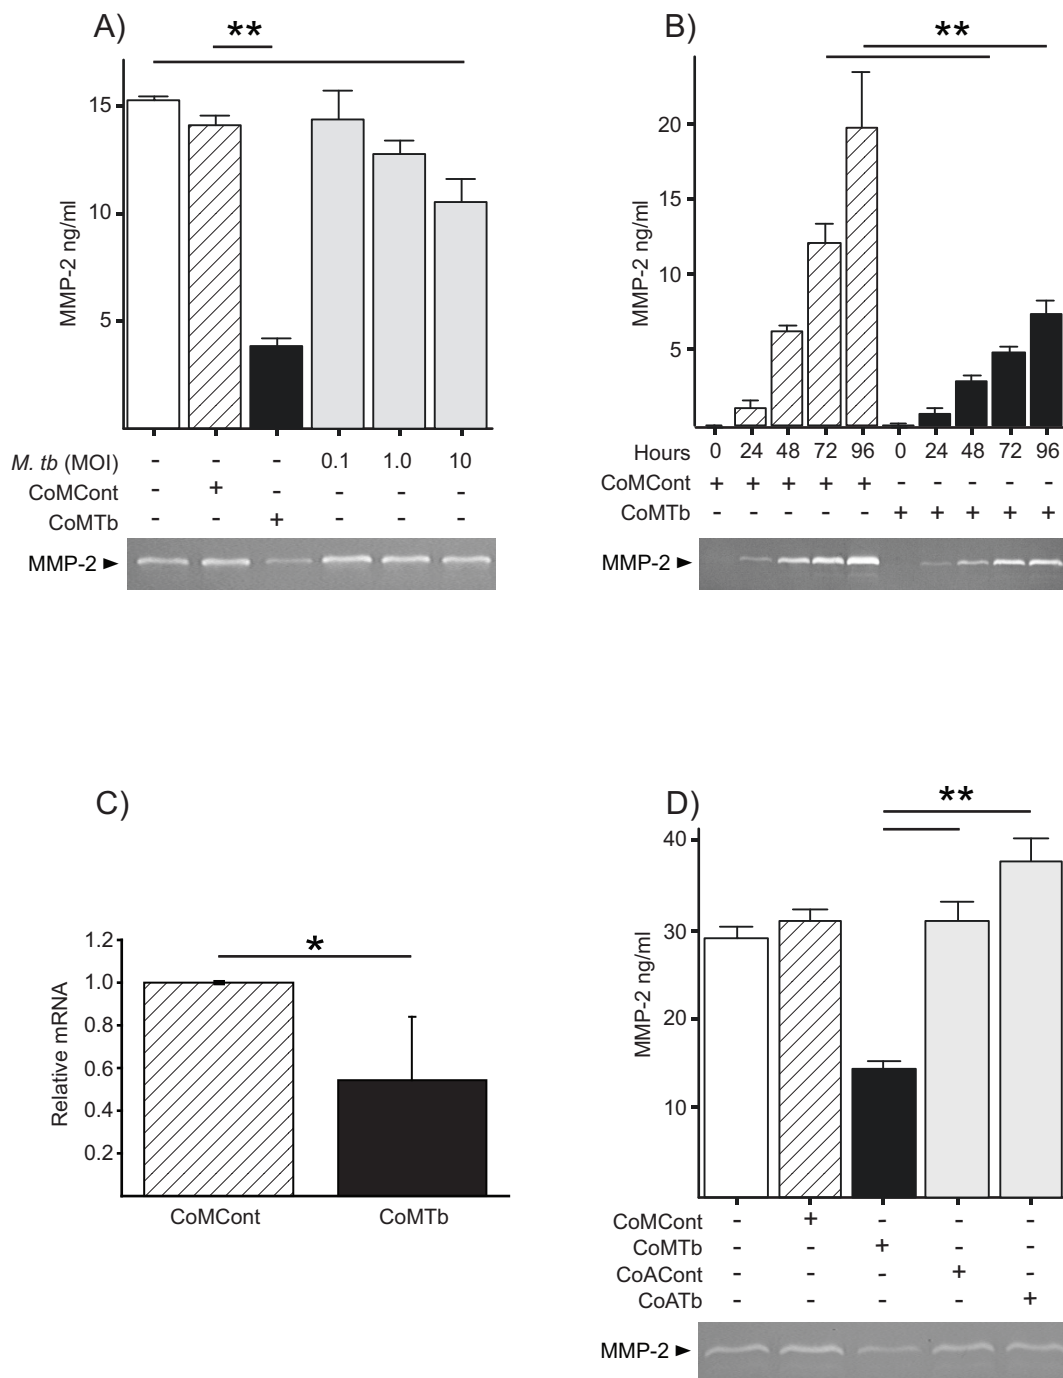 A)
**
15
10
5
MMP-2 ng/ml
M. tb (MOI) - - - 0.1 1.0 10
CoMCont - + - - - -
CoMTb - - + - - -
MMP-2 ►
B)
**
20
15
10
5
MMP-2 ng/ml
Hours 0 24 48 72 96 0 24 48 72 96
CoMCont + + + + + - - - - -
CoMTb - - - - - + + + + +
MMP-2 ►
C)
*
1.2
1.0
0.8
0.6
0.4
0.2
Relative mRNA
CoMCont CoMTb
D)
**
40
30
20
10
MMP-2 ng/ml
CoMCont - + - - -
CoMTb - - + - -
CoACont - - - + -
CoATb - - - - +
MMP-2 ►